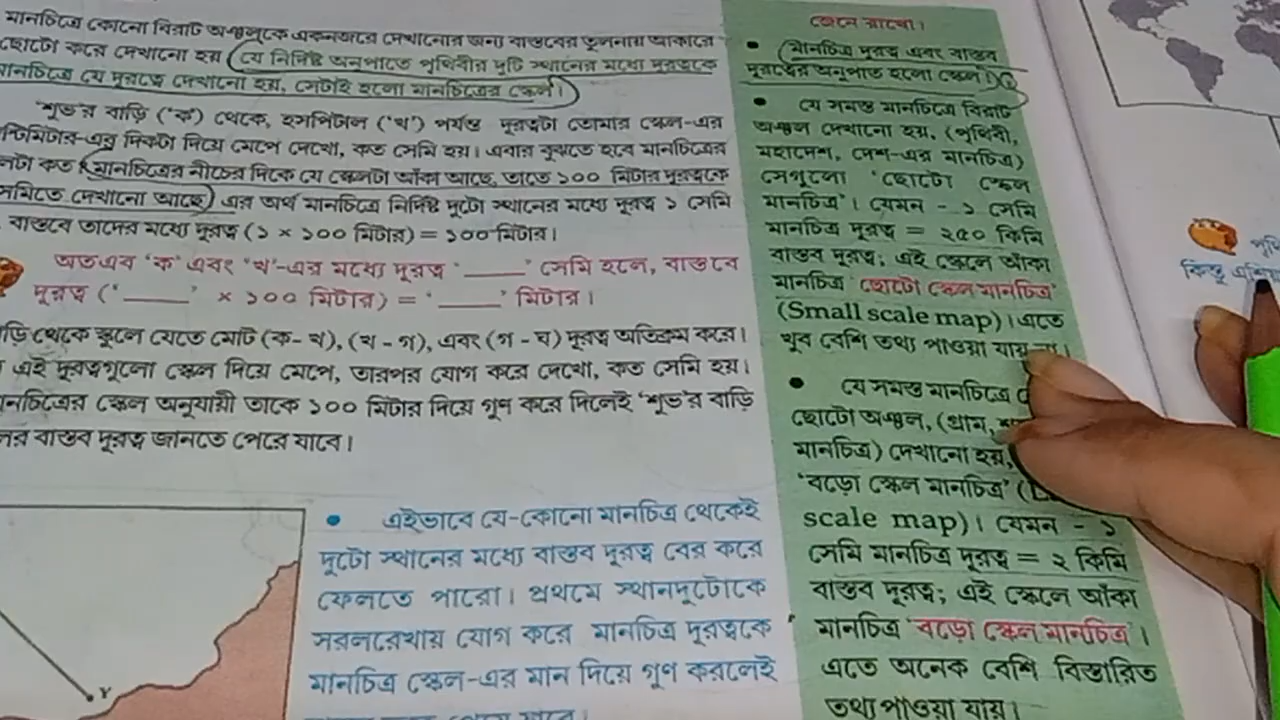 মানচিত্রে কোনো বিরাট অঞ্চলকে একনজরে দেখানোর জন্য বাস্তবের তুলনায় আকারে
ছোটো করে দেখানো হয়। যে নির্দিষ্ট অনুপাতে পৃথিবীর দুটি স্থানের মধ্যে দূরত্বকে
মানচিত্রে যে দূরত্বে দেখানো হয়, সেটাই হলো মানচিত্রের স্কেল।
'শুভ'র বাড়ি ('ক') থেকে, হসপিটাল ('খ') পর্যন্ত দূরত্বটা তোমার স্কেল-এর
ন্টিমিটার-এর দিকটা দিয়ে মেপে দেখো, কত সেমি হয়। এবার বুঝতে হবে মানচিত্রের
লটা কত। মানচিত্রের নীচের দিকে যে স্কেলটা আঁকা আছে, তাতে ১০০ মিটার দূরত্বকে
সেমিতে দেখানো আছে। এর অর্থ মানচিত্রে নির্দিষ্ট দুটো স্থানের মধ্যে দূরত্ব ১ সেমি
বাস্তবে তাদের মধ্যে দূরত্ব (১ × ১০০ মিটার) = ১০০ মিটার।
অতএব 'ক' এবং 'খ'-এর মধ্যে দূরত্ব '_____' সেমি হলে, বাস্তবে
দূরত্ব ('_____' × ১০০ মিটার) = '_____' মিটার।
ড়ি থেকে স্কুলে যেতে মোট (ক- খ), (খ - গ), এবং (গ - ঘ) দূরত্ব অতিক্রম করে।
এই দূরত্বগুলো স্কেল দিয়ে মেপে, তারপর যোগ করে দেখো, কত সেমি হয়।
মানচিত্রের স্কেল অনুযায়ী তাকে ১০০ মিটার দিয়ে গুণ করে দিলেই 'শুভ'র বাড়ি
লের বাস্তব দূরত্ব জানতে পেরে যাবে।
Y
• এইভাবে যে-কোনো মানচিত্র থেকেই
দুটো স্থানের মধ্যে বাস্তব দূরত্ব বের করে
ফেলতে পারো। প্রথমে স্থানদুটোকে
সরলরেখায় যোগ করে মানচিত্র দূরত্বকে
মানচিত্র স্কেল-এর মান দিয়ে গুণ করলেই
জেনে রাখো।
• মানচিত্র দূরত্ব এবং বাস্তব
দূরত্বের অনুপাত হলো স্কেল।
• যে সমস্ত মানচিত্রে বিরাট
অঞ্চল দেখানো হয়, (পৃথিবী,
মহাদেশ, দেশ-এর মানচিত্র)
সেগুলো 'ছোটো স্কেল
মানচিত্র'। যেমন - ১ সেমি
মানচিত্র দূরত্ব = ২৫০ কিমি
বাস্তব দূরত্ব; এই স্কেলে আঁকা
মানচিত্র 'ছোটো স্কেল মানচিত্র'
(Small scale map)। এতে
খুব বেশি তথ্য পাওয়া যায় না।
• যে সমস্ত মানচিত্রে
ছোটো অঞ্চল, (গ্রাম,
মানচিত্র) দেখানো হয়,
'বড়ো স্কেল মানচিত্র'
scale map)। যেমন - ১
সেমি মানচিত্র দূরত্ব = ২ কিমি
বাস্তব দূরত্ব; এই স্কেলে আঁকা
মানচিত্র 'বড়ো স্কেল মানচিত্র'।
এতে অনেক বেশি বিস্তারিত
তথ্য পাওয়া যায়।
কিন্তু